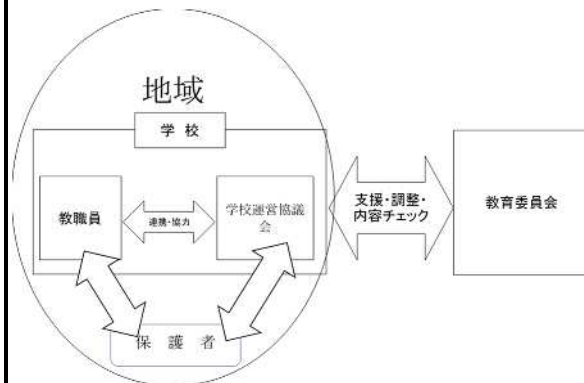 地域
学校
教職員
連携・協力
学校運営協議
会
支援・調整・
内容チェック
教育委員会
保護者